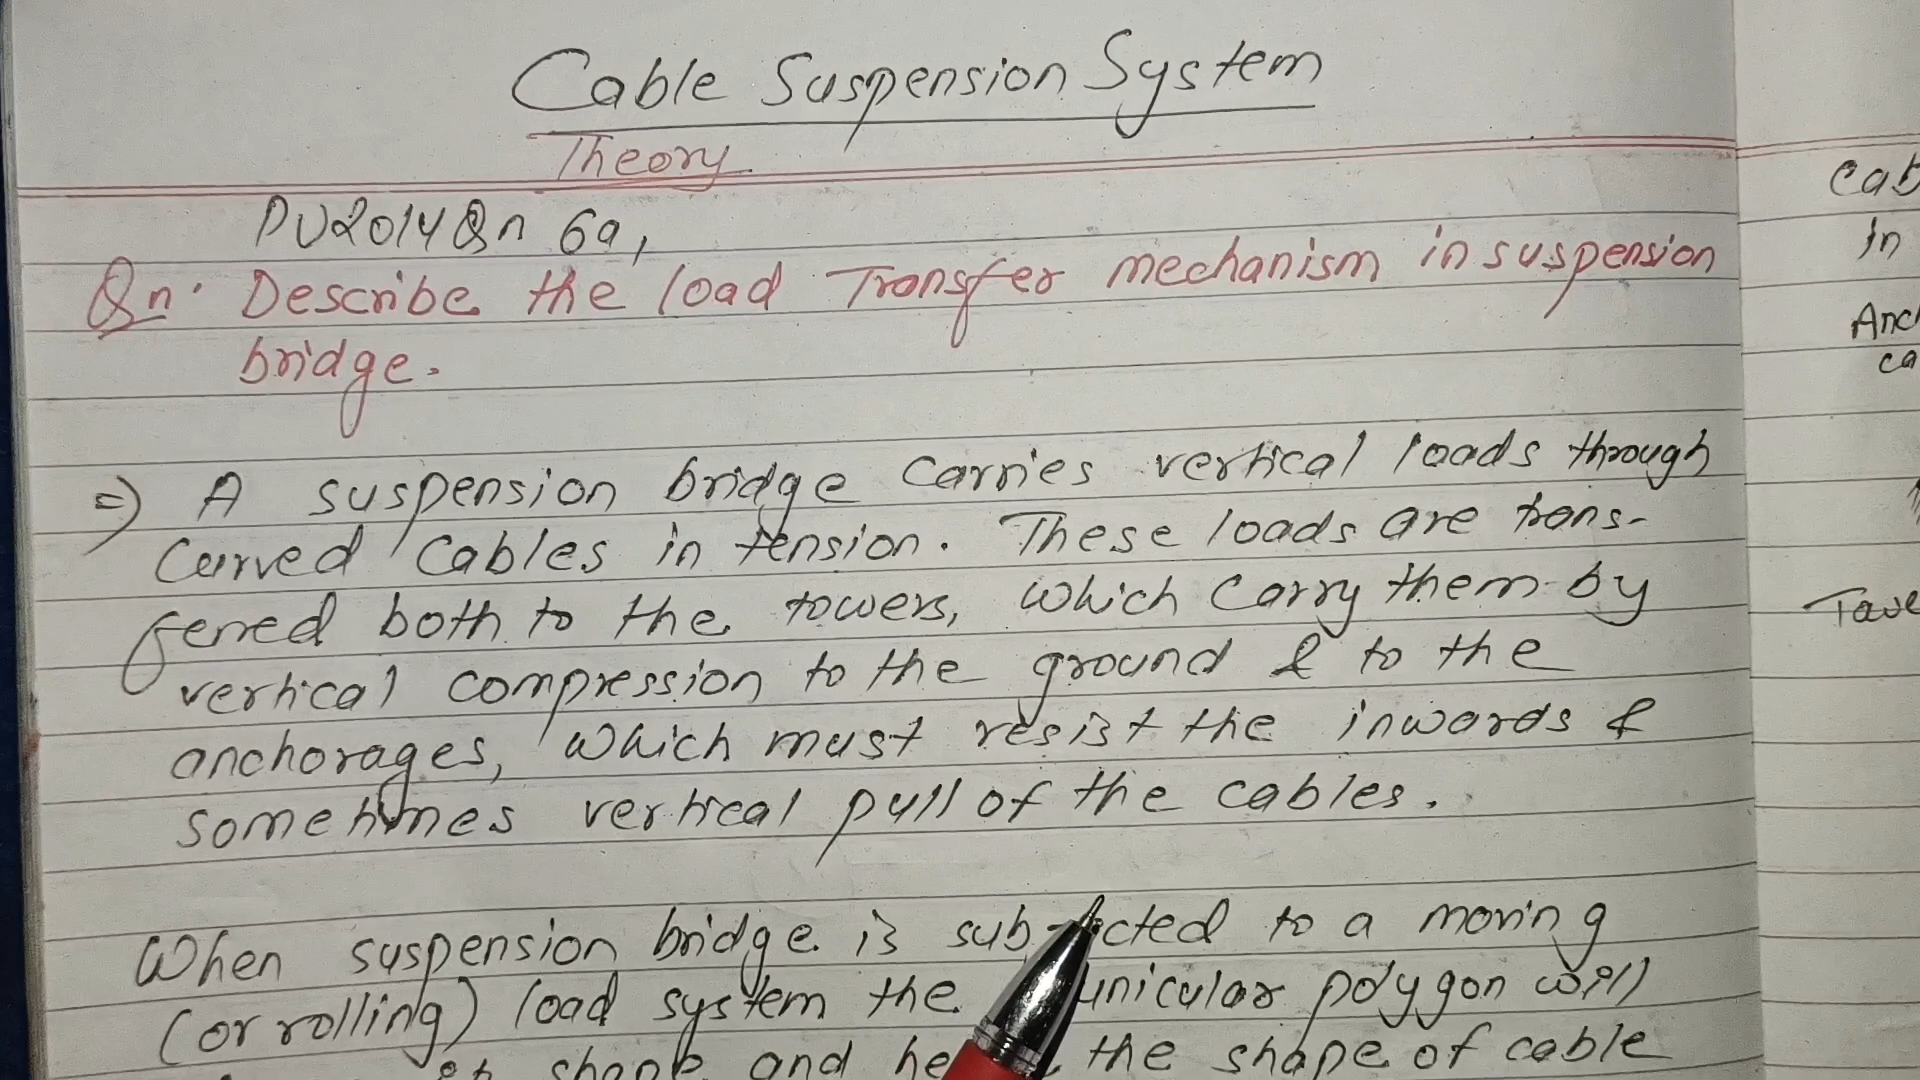 Cable Suspension System
Theory
PU2014 Qn 6a,
Qn. Describe the load Transfer mechanism in suspension
bridge.
=) A suspension bridge carries vertical loads through
curved cables in tension. These loads are trans-
ferred both to the towers, which carry them by
vertical compression to the ground & to the
anchorages, which must resist the inwards &
sometimes vertical pull of the cables.
When suspension bridge is subjected to a moving
(or rolling) load system the funicular polygon will
shape and the shape of cable
in